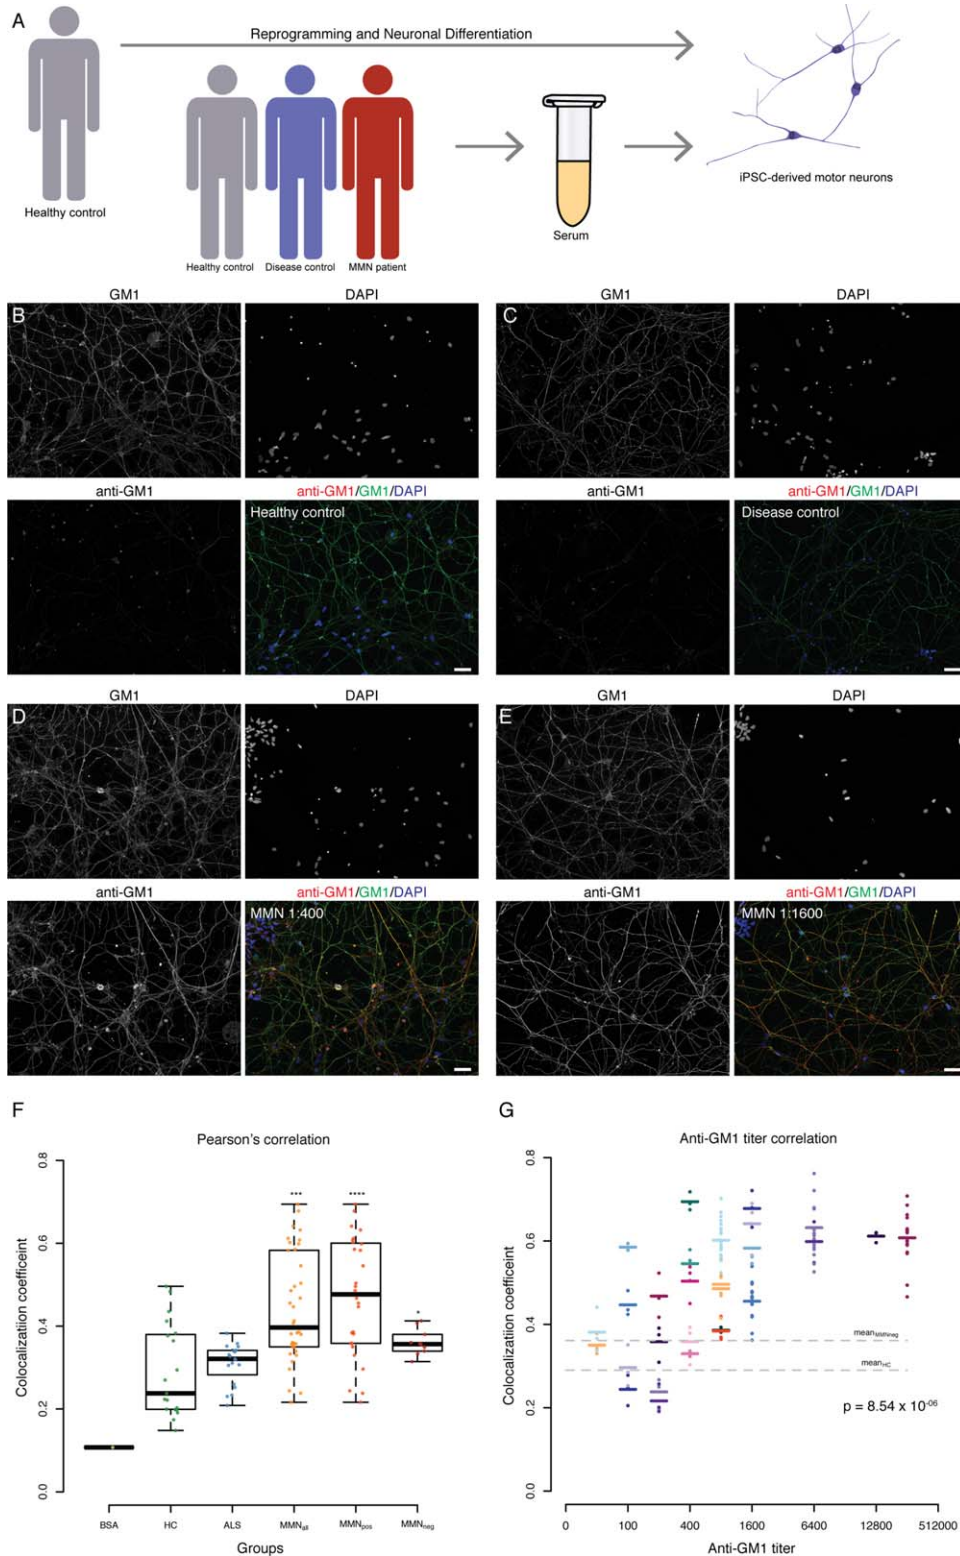 A
Reprogramming and Neuronal Differentiation
Healthy control
Healthy control
Disease control
MMN patient
Serum
iPSC-derived motor neurons
B
GM1
DAPI
C
GM1
DAPI
anti-GM1
anti-GM1/GM1/DAPI
Healthy control
anti-GM1
anti-GM1/GM1/DAPI
Disease control
D
GM1
DAPI
E
GM1
DAPI
anti-GM1
anti-GM1/GM1/DAPI
MMN 1:400
anti-GM1
anti-GM1/GM1/DAPI
MMN 1:1600
F
Pearson's correlation
Colocalizatiion coefficeint
0.8
0.6
0.4
0.2
0.0
BSA
HC
ALS
MMNall
MMNpos
MMNneg
Groups
G
Anti-GM1 titer correlation
Colocalization coefficient
0.8
0.6
0.4
0.2
0.0
meanMMNneg
meanHC
p = 8.54 x 10-06
0
100
400
1600
6400
12800
512000
Anti-GM1 titer